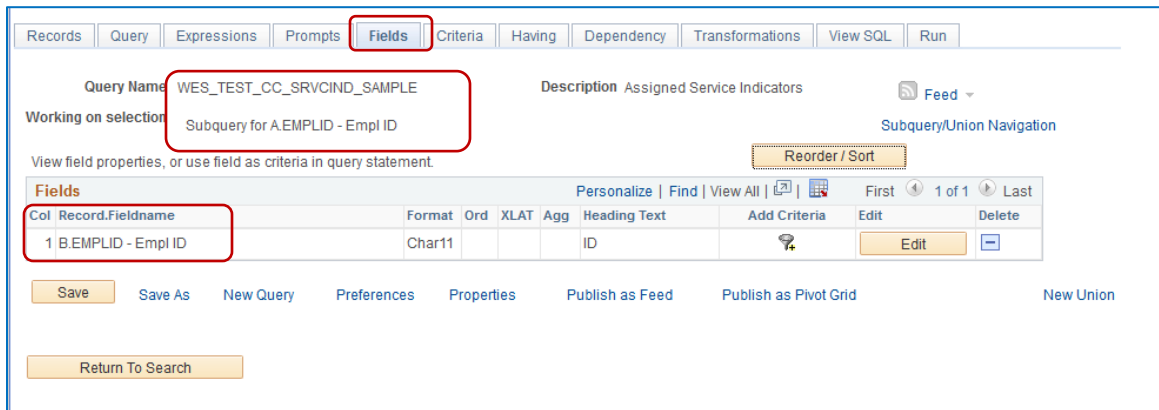 Records Query Expressions Prompts Fields Criteria Having Dependency Transformations View SQL Run
Query Name WES_TEST_CC_SRVCIND_SAMPLE Description Assigned Service Indicators Feed
Working on selection Subquery for A.EMPLID - Empl ID Subquery/Union Navigation
View field properties, or use field as criteria in query statement. Reorder / Sort
Fields Personalize | Find | View All | | First 1 of 1 Last
Col Record.Fieldname Format Ord XLAT Agg Heading Text Add Criteria Edit Delete
1 B.EMPLID - Empl ID Char11 ID Edit
Save Save As New Query Preferences Properties Publish as Feed Publish as Pivot Grid New Union
Return To Search